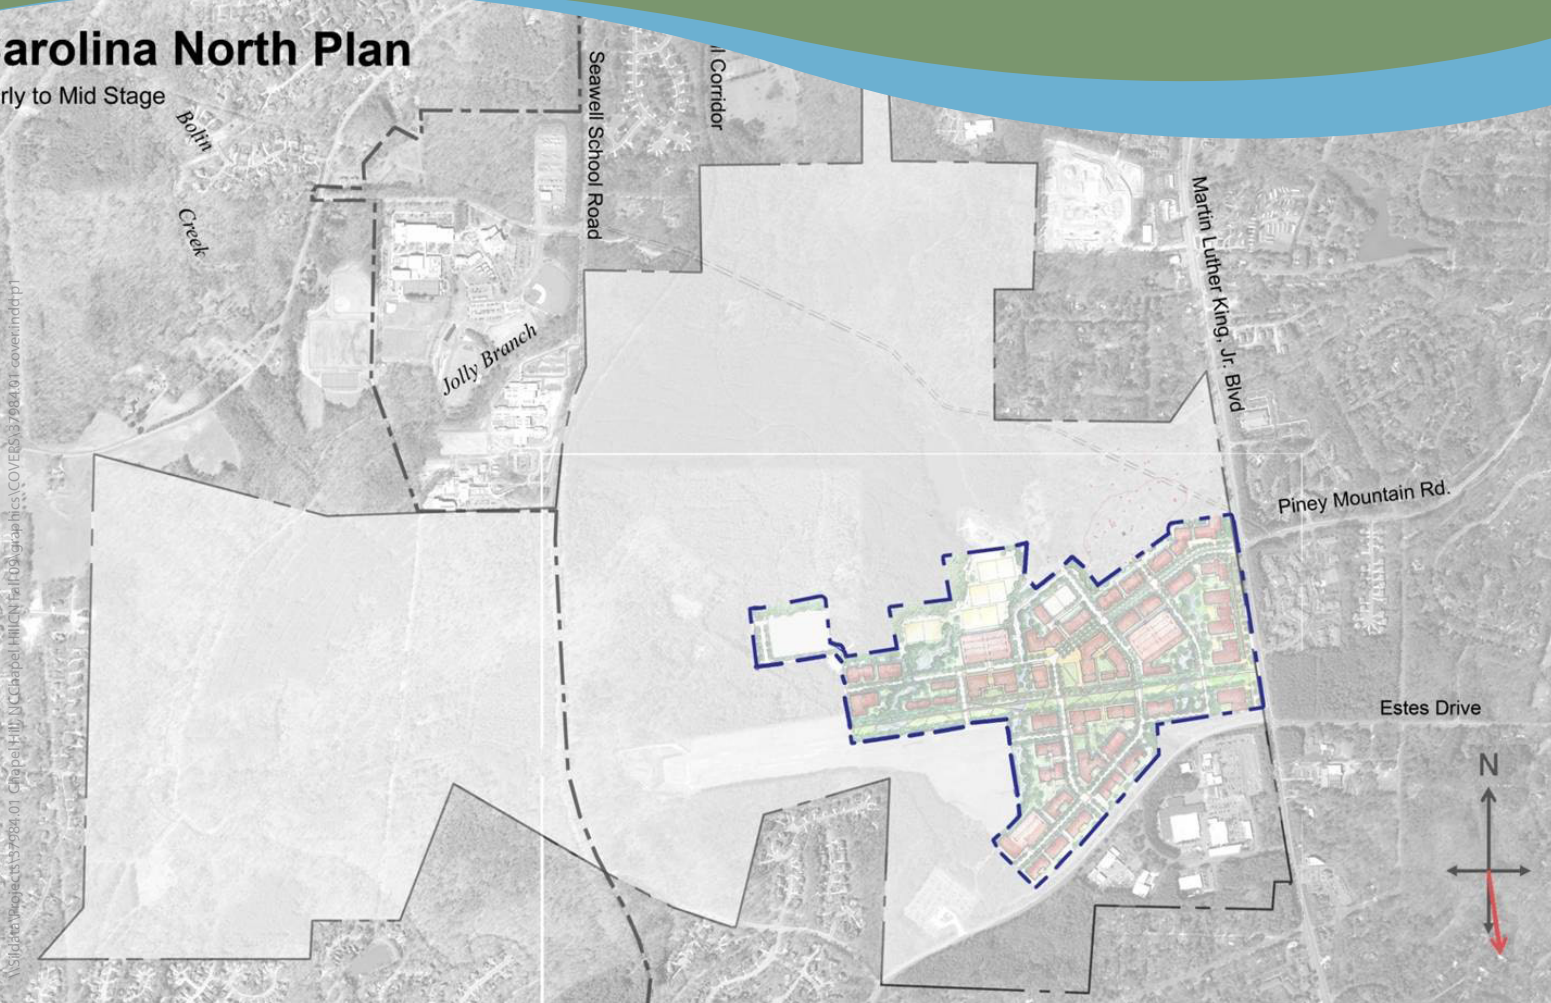 arolina North Plan
rly to Mid Stage
Bolin
Creek
Seawell School Road
l Corridor
Jolly Branch
Martin Luther King, Jr. Blvd
Piney Mountain Rd.
Estes Drive
N